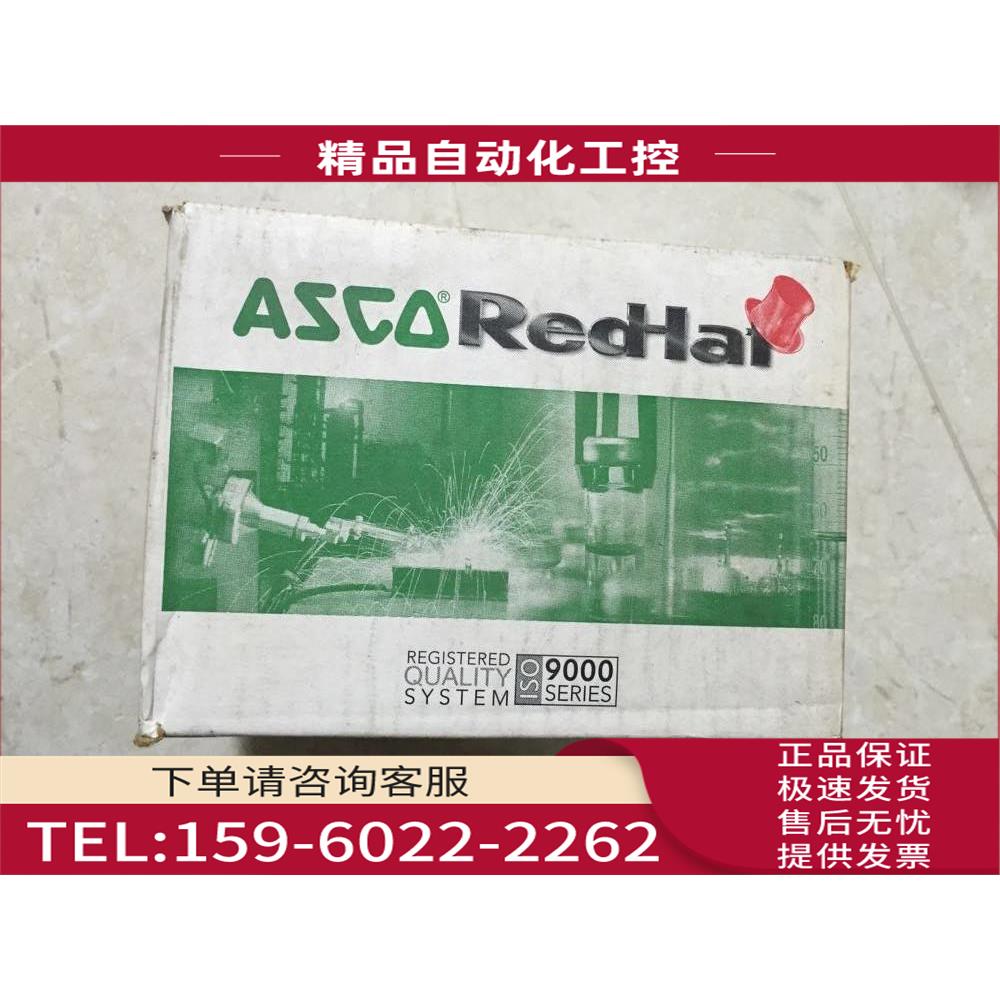 精品自动化工控
ASCO® RedHat
50
80
REGISTERED
QUALITY
SYSTEM
ISO
9000
SERIES
下单请咨询客服
TEL:159-6022-2262
正品保证
极速发货
售后无忧
提供发票